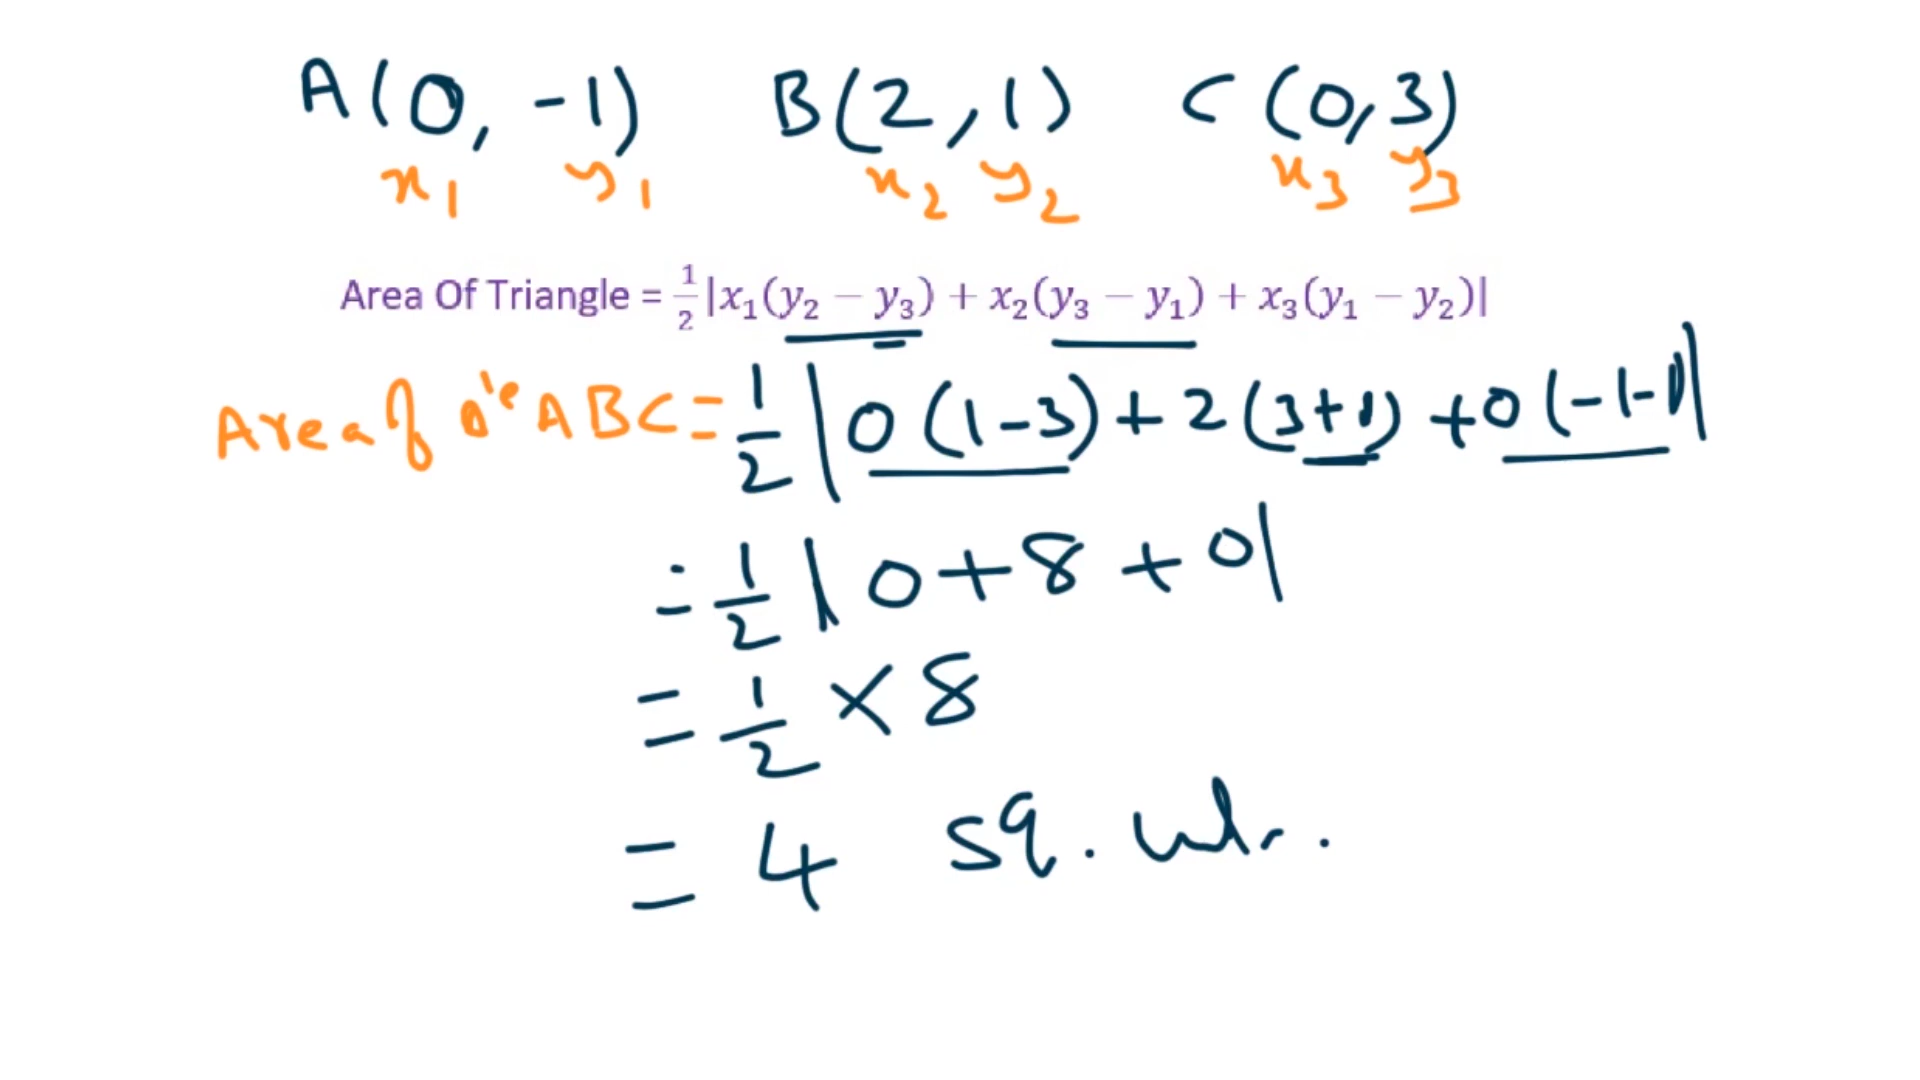 A(0, -1) B(2, 1) C(0,3)
x₁ y₁ x₂ y₂ x₃ y₃
Area Of Triangle = 1/2 |x₁(y₂ − y₃) + x₂(y₃ − y₁) + x₃(y₁ − y₂)|
Area of Δˡᵉ ABC = 1/2 | 0 (1-3) + 2 (3+1) + 0 (-1-1)|
= 1/2 | 0 + 8 + 0|
= 1/2 × 8
= 4 sq.